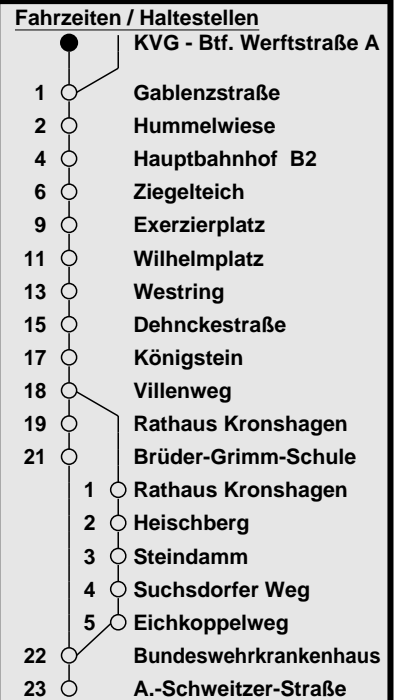 Fahrzeiten / Haltestellen
KVG - Btf. Werftstraße A
1 Gablenzstraße
2 Hummelwiese
4 Hauptbahnhof B2
6 Ziegelteich
9 Exerzierplatz
11 Wilhelmplatz
13 Westring
15 Dehnckestraße
17 Königstein
18 Villenweg
19 Rathaus Kronshagen
21 Brüder-Grimm-Schule
1 Rathaus Kronshagen
2 Heischberg
3 Steindamm
4 Suchsdorfer Weg
5 Eichkoppelweg
22 Bundeswehrkrankenhaus
23 A.-Schweitzer-Straße